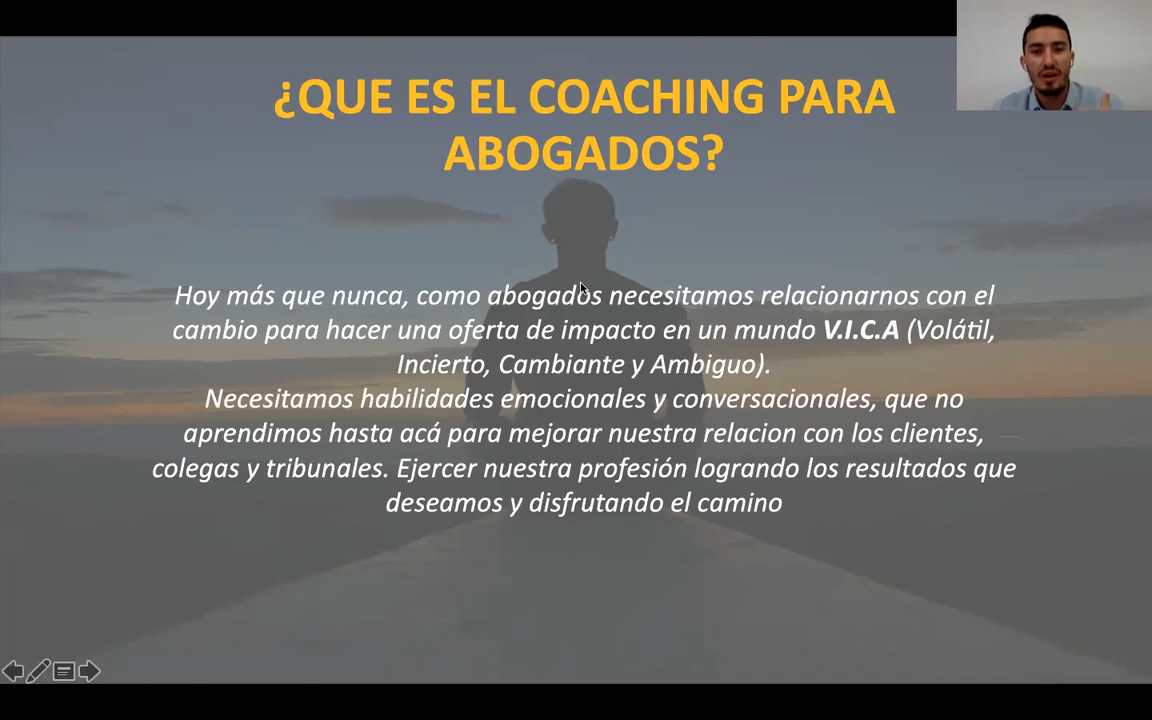 ¿QUE ES EL COACHING PARA
ABOGADOS?
Hoy más que nunca, como abogados necesitamos relacionarnos con el
cambio para hacer una oferta de impacto en un mundo V.I.C.A (Volátil,
Incierto, Cambiante y Ambiguo).
Necesitamos habilidades emocionales y conversacionales, que no
aprendimos hasta acá para mejorar nuestra relacion con los clientes,
colegas y tribunales. Ejercer nuestra profesión logrando los resultados que
deseamos y disfrutando el camino